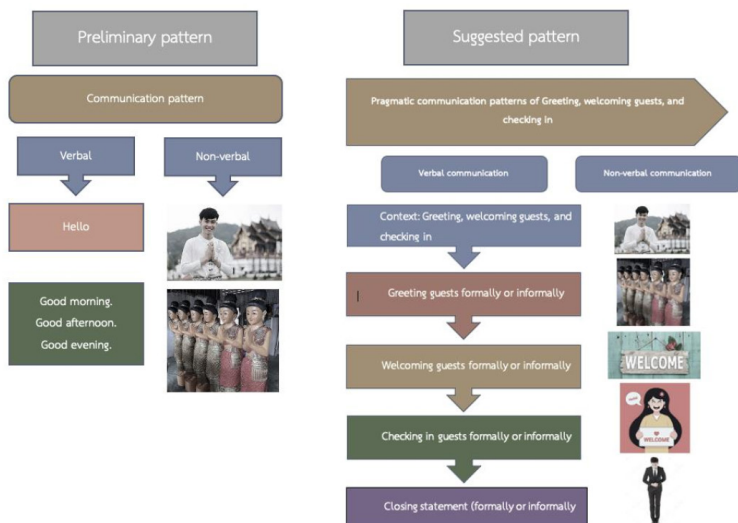 Preliminary pattern
Communication pattern
Verbal
Non-verbal
Hello
Good morning.
Good afternoon.
Good evening.
Suggested pattern
Pragmatic communication patterns of Greeting, welcoming guests, and
checking in
Verbal communication
Non-verbal communication
Context: Greeting, welcoming guests, and
checking in
Greeting guests formally or informally
Welcoming guests formally or informally
WELCOME
Checking in guests formally or informally
WELCOME
Closing statement (formally or informally